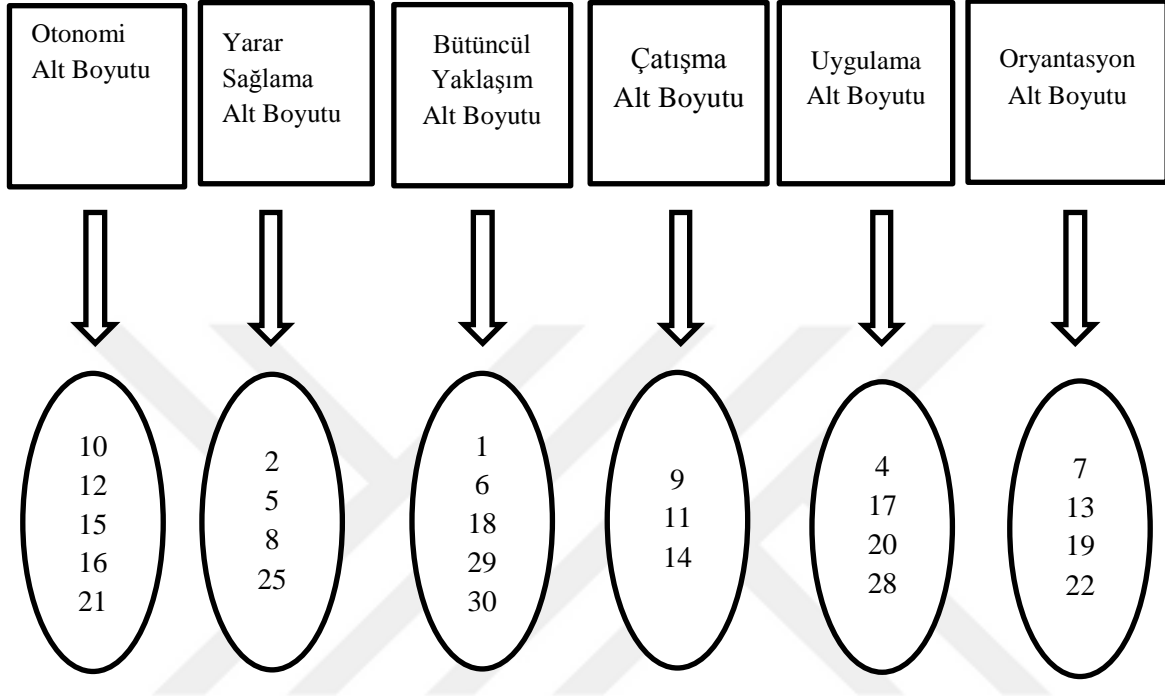 Otonomi
Alt Boyutu
Yarar
Sağlama
Alt Boyutu
Bütüncül
Yaklaşım
Alt Boyutu
Çatışma
Alt Boyutu
Uygulama
Alt Boyutu
Oryantasyon
Alt Boyutu
10
12
15
16
21
2
5
8
25
1
6
18
29
30
9
11
14
4
17
20
28
7
13
19
22